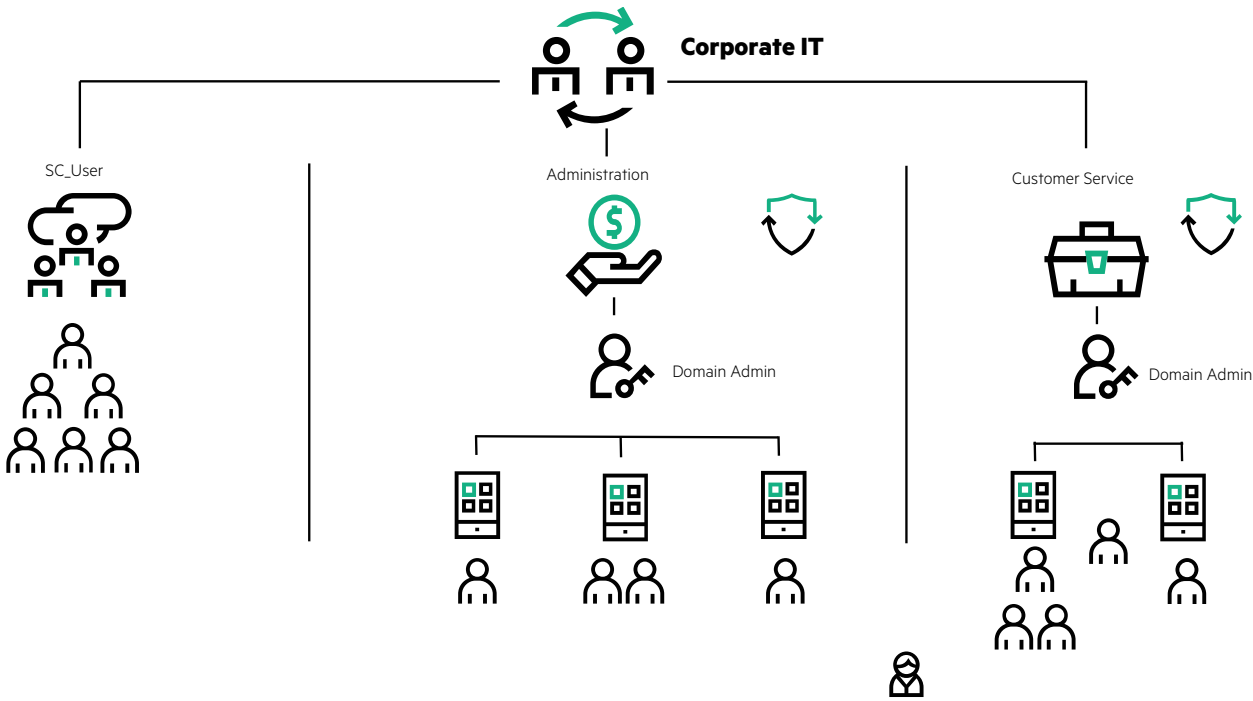 Corporate IT
SC_User
Administration
Customer Service
$
Domain Admin
Domain Admin